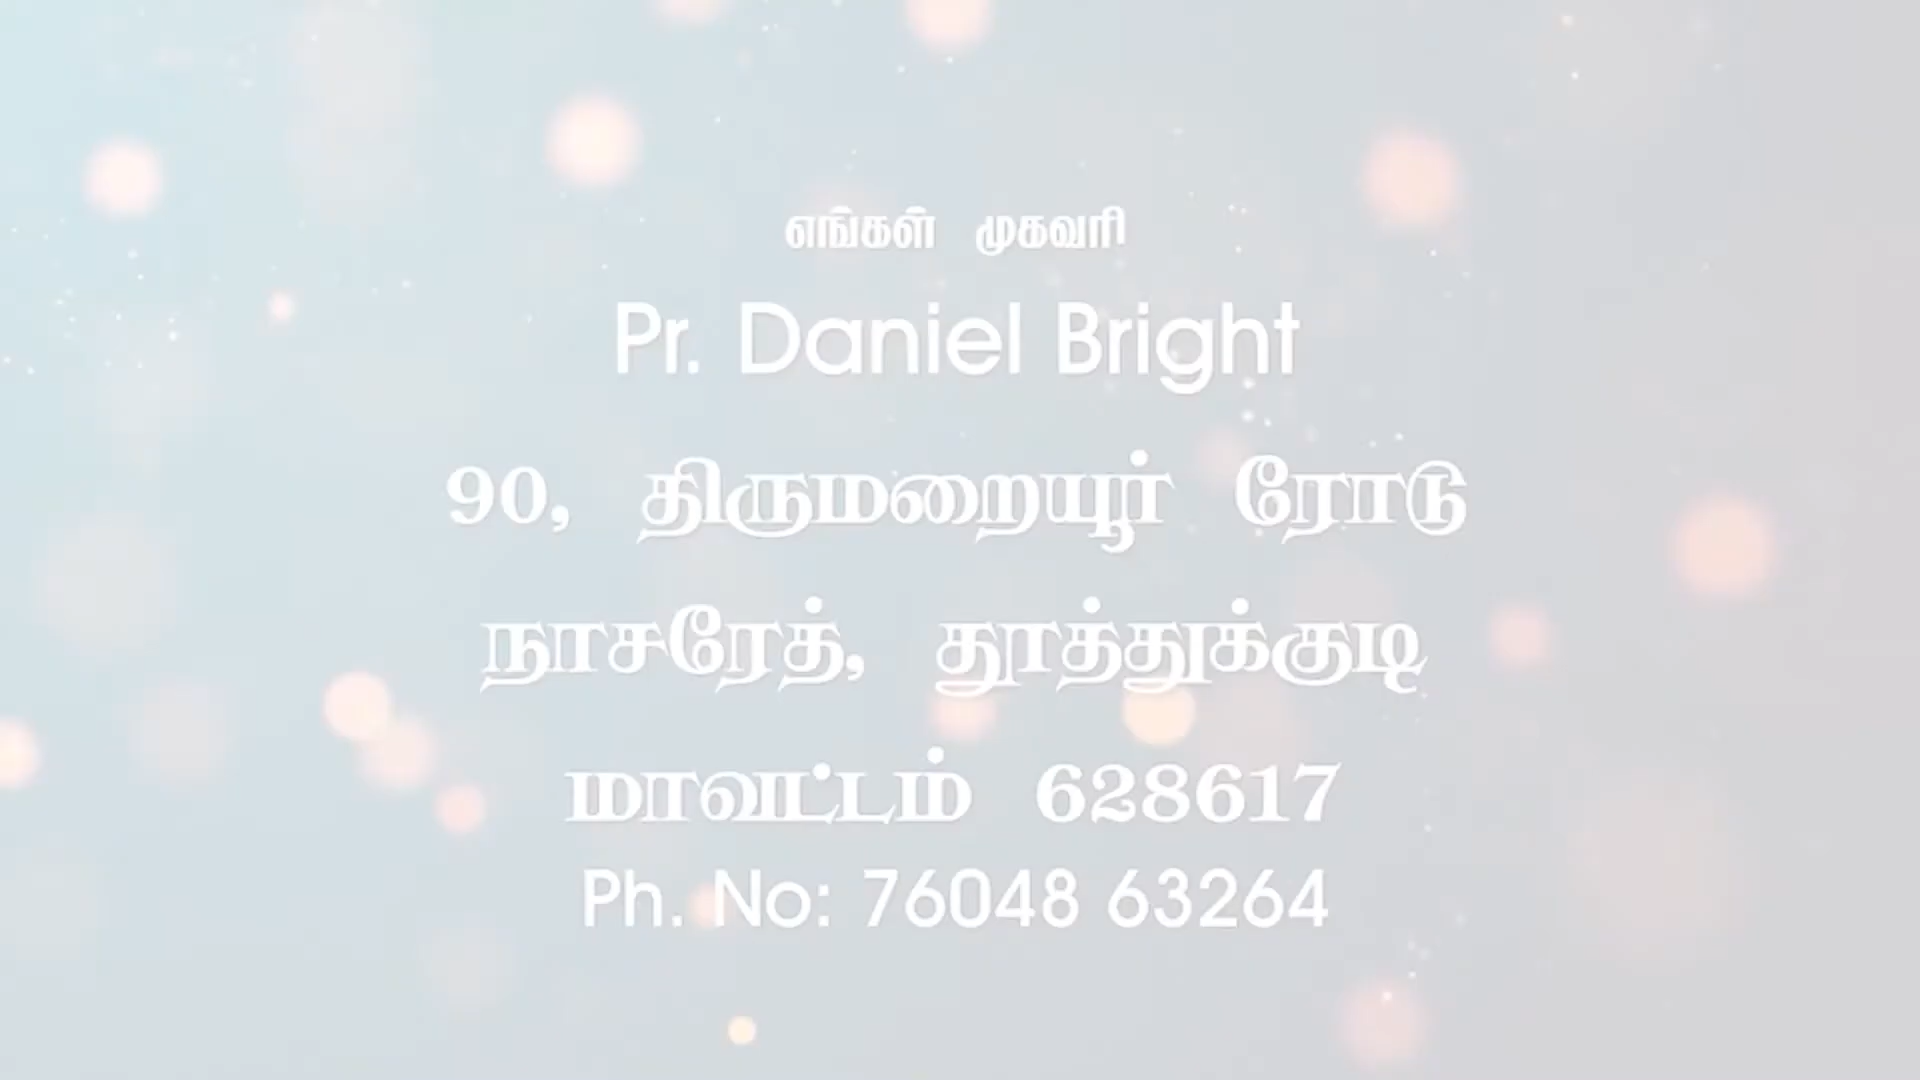 எங்கள் முகவரி
Pr. Daniel Bright
90, திருமறையூர் ரோடு
நாசரேத், தூத்துக்குடி
மாவட்டம் 628617
Ph. No: 76048 63264